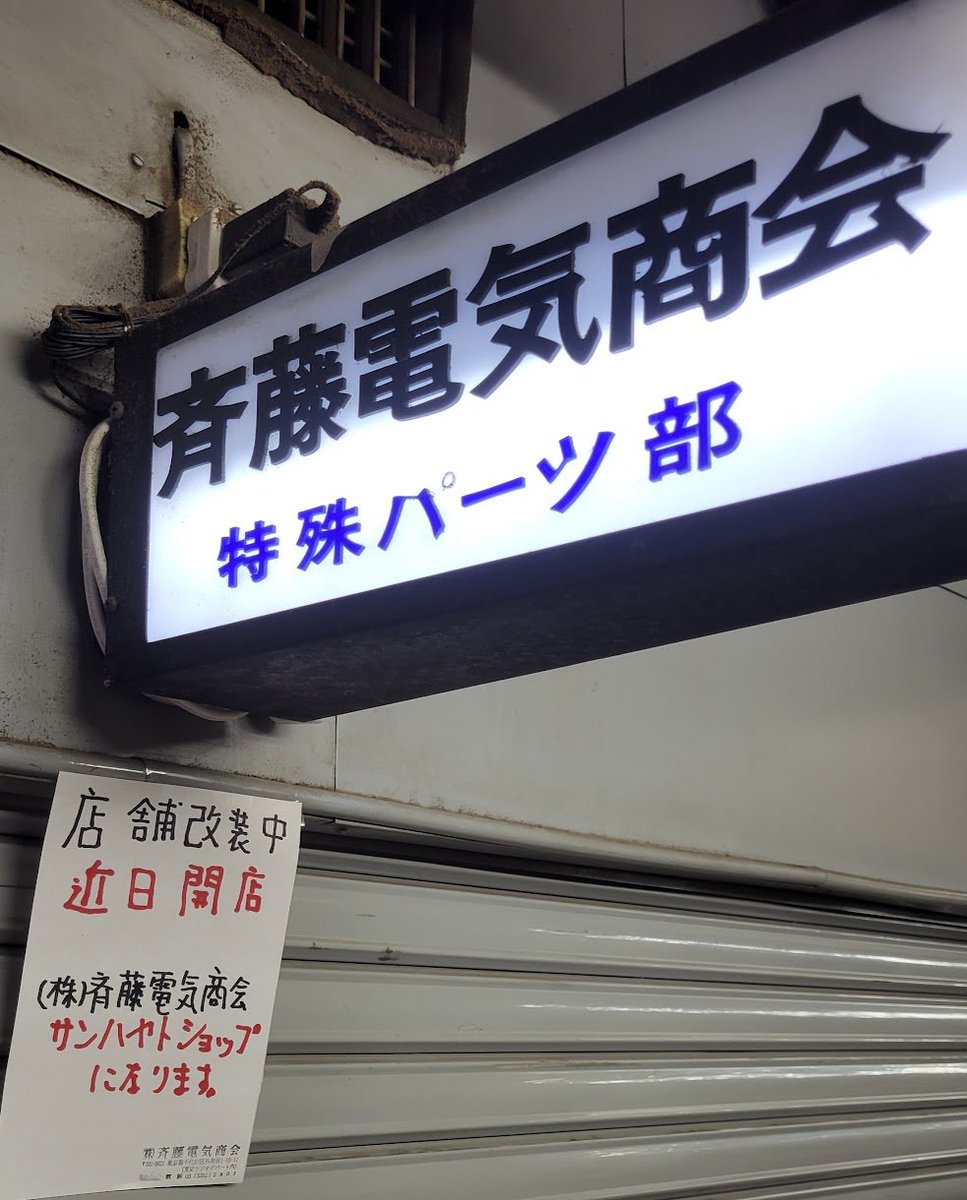 斉藤電気商会
特殊パーツ部
店舗改装中
近日開店
(株)斉藤電気商会
サンハヤトショップ
になります。
㈱斉藤電気商会